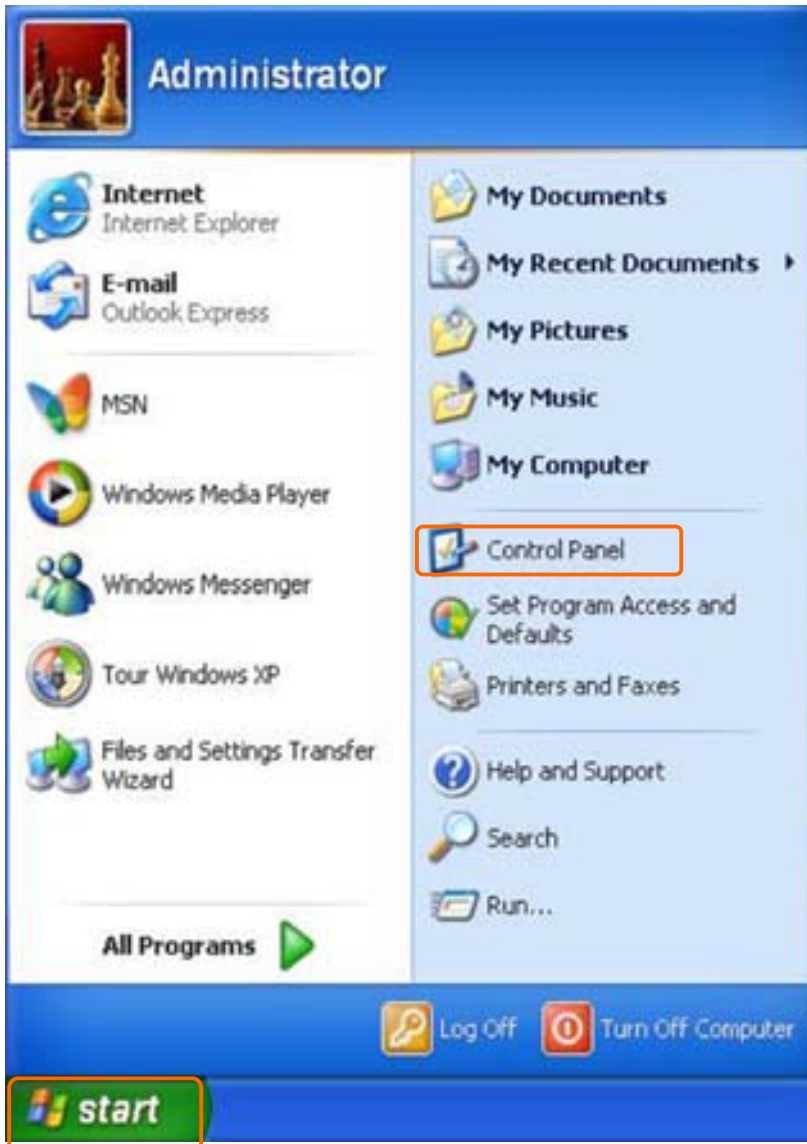 Administrator
Internet
Internet Explorer
E-mail
Outlook Express
MSN
Windows Media Player
Windows Messenger
Tour Windows XP
Files and Settings Transfer
Wizard
All Programs
My Documents
My Recent Documents
My Pictures
My Music
My Computer
Control Panel
Set Program Access and
Defaults
Printers and Faxes
Help and Support
Search
Run...
Log Off
Turn Off Computer
start